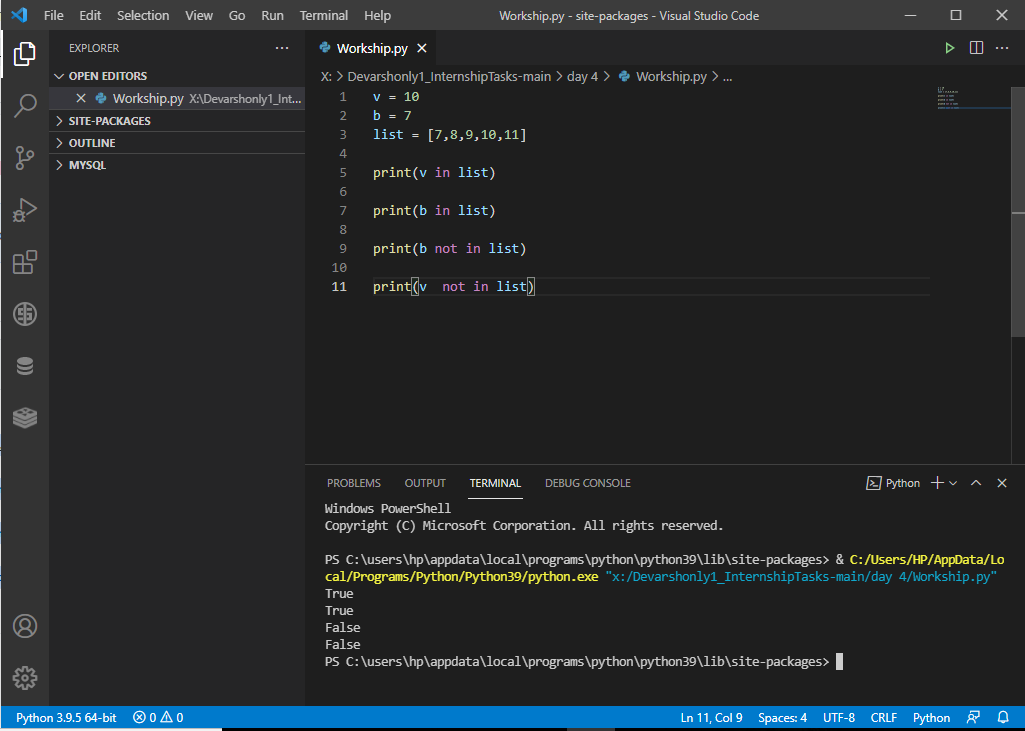 File Edit Selection View Go Run Terminal Help Workship.py - site-packages - Visual Studio Code
EXPLORER ···
OPEN EDITORS
Workship.py X:\Devarshonly1_Int...
SITE-PACKAGES
OUTLINE
MYSQL
Workship.py
X: > Devarshonly1_InternshipTasks-main > day 4 > Workship.py > ...
1 v = 10
2 b = 7
3 list = [7,8,9,10,11]
4
5 print(v in list)
6
7 print(b in list)
8
9 print(b not in list)
10
11 print(v  not in list)
PROBLEMS OUTPUT TERMINAL DEBUG CONSOLE Python
Windows PowerShell
Copyright (C) Microsoft Corporation. All rights reserved.
PS C:\users\hp\appdata\local\programs\python\python39\lib\site-packages> & C:/Users/HP/AppData/Lo
cal/Programs/Python/Python39/python.exe "x:/Devarshonly1_InternshipTasks-main/day 4/Workship.py"
True
True
False
False
PS C:\users\hp\appdata\local\programs\python\python39\lib\site-packages>
Python 3.9.5 64-bit 0 0 Ln 11, Col 9 Spaces: 4 UTF-8 CRLF Python